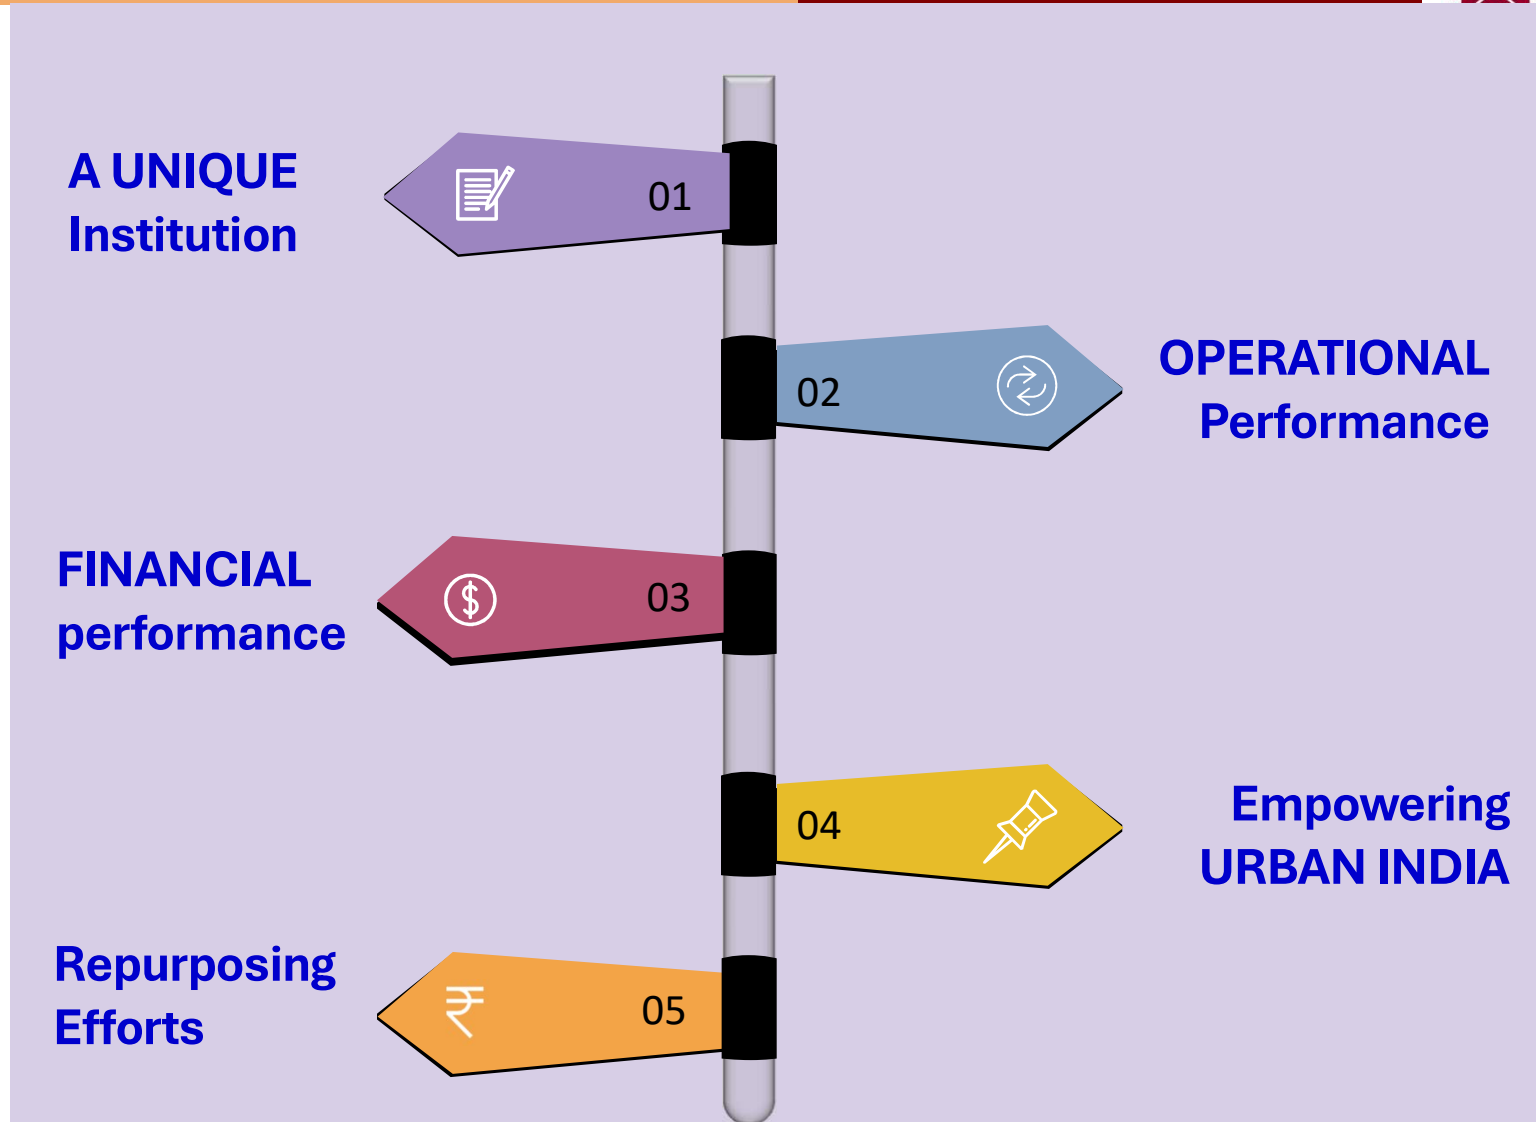 A UNIQUE
Institution
01
02
OPERATIONAL
Performance
FINANCIAL
performance
03
04
Empowering
URBAN INDIA
Repurposing
Efforts
05